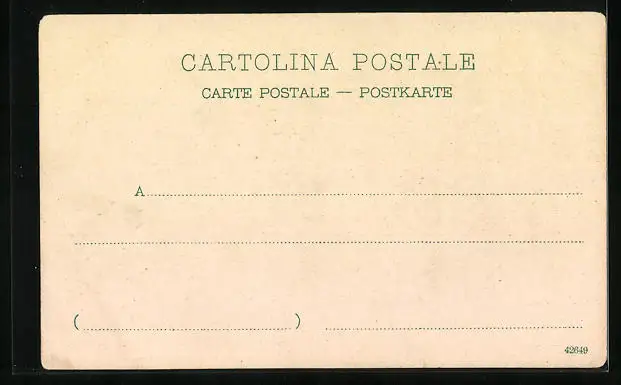 CARTOLINA POSTALE
CARTE POSTALE — POSTKARTE
A
( )
42649